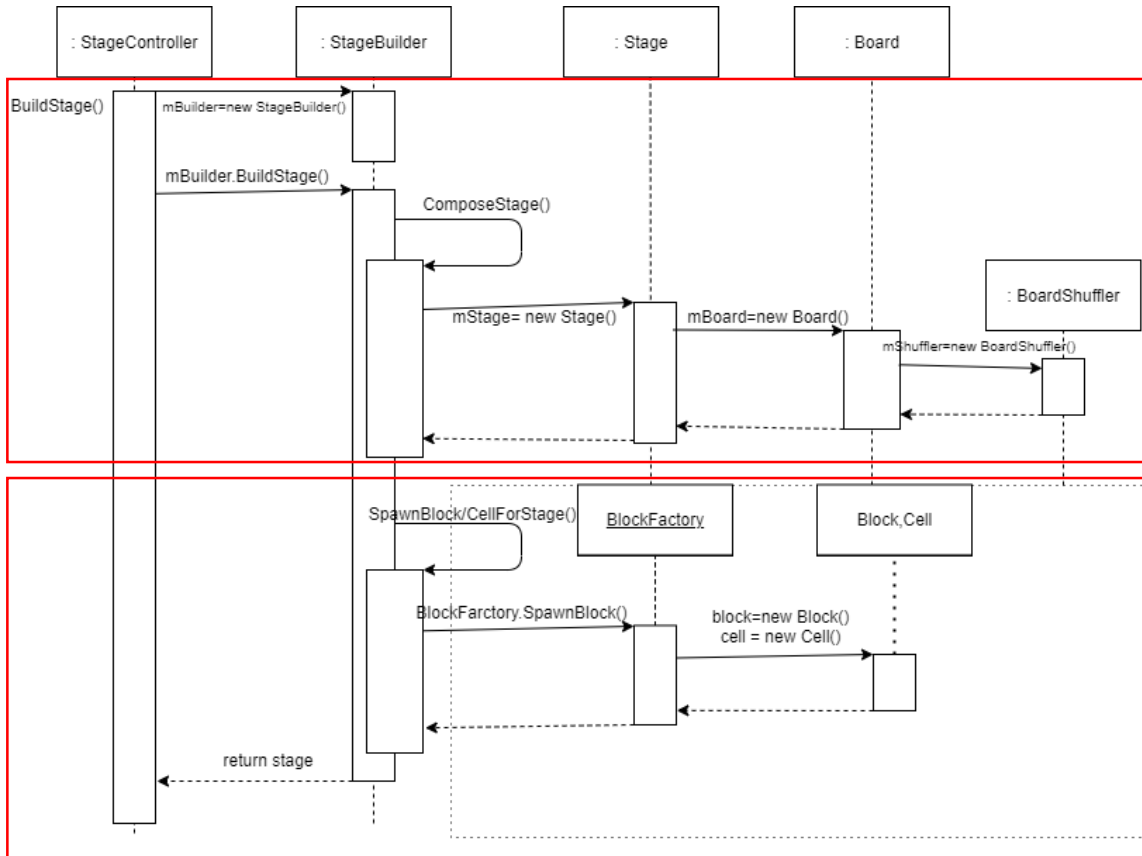 : StageController
: StageBuilder
: Stage
: Board
BuildStage()
mBuilder=new StageBuilder()
mBuilder.BuildStage()
ComposeStage()
: BoardShuffler
mStage= new Stage()
mBoard=new Board()
mShuffler=new BoardShuffler()
SpawnBlock/CellForStage()
BlockFactory
Block,Cell
BlockFarctory.SpawnBlock()
block=new Block()
cell = new Cell()
return stage